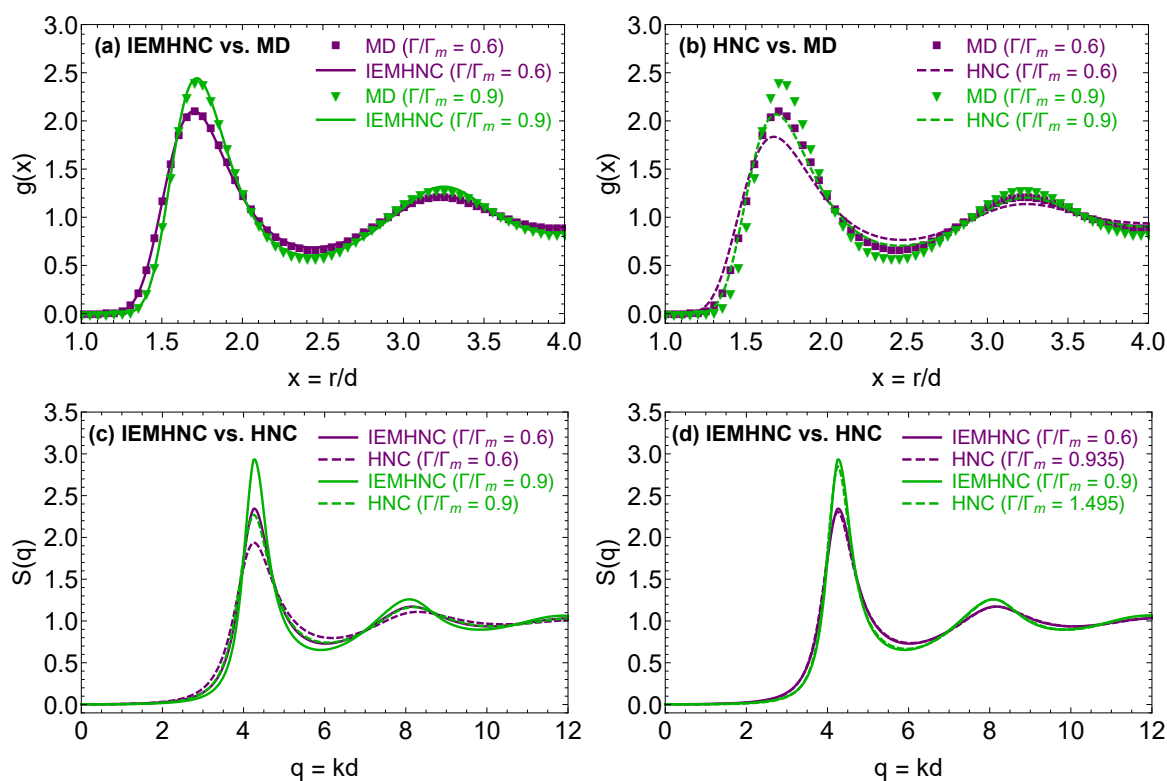 (a) IEMHNC vs. MD
MD (Γ/Γm = 0.6)
IEMHNC (Γ/Γm = 0.6)
MD (Γ/Γm = 0.9)
IEMHNC (Γ/Γm = 0.9)
3.0
2.5
2.0
1.5
1.0
0.5
0.0
g(x)
1.0 1.5 2.0 2.5 3.0 3.5 4.0
x = r/d
(b) HNC vs. MD
MD (Γ/Γm = 0.6)
HNC (Γ/Γm = 0.6)
MD (Γ/Γm = 0.9)
HNC (Γ/Γm = 0.9)
3.0
2.5
2.0
1.5
1.0
0.5
0.0
g(x)
1.0 1.5 2.0 2.5 3.0 3.5 4.0
x = r/d
(c) IEMHNC vs. HNC
IEMHNC (Γ/Γm = 0.6)
HNC (Γ/Γm = 0.6)
IEMHNC (Γ/Γm = 0.9)
HNC (Γ/Γm = 0.9)
3.5
3.0
2.5
2.0
1.5
1.0
0.5
0.0
S(q)
0 2 4 6 8 10 12
q = kd
(d) IEMHNC vs. HNC
IEMHNC (Γ/Γm = 0.6)
HNC (Γ/Γm = 0.935)
IEMHNC (Γ/Γm = 0.9)
HNC (Γ/Γm = 1.495)
3.5
3.0
2.5
2.0
1.5
1.0
0.5
0.0
S(q)
0 2 4 6 8 10 12
q = kd